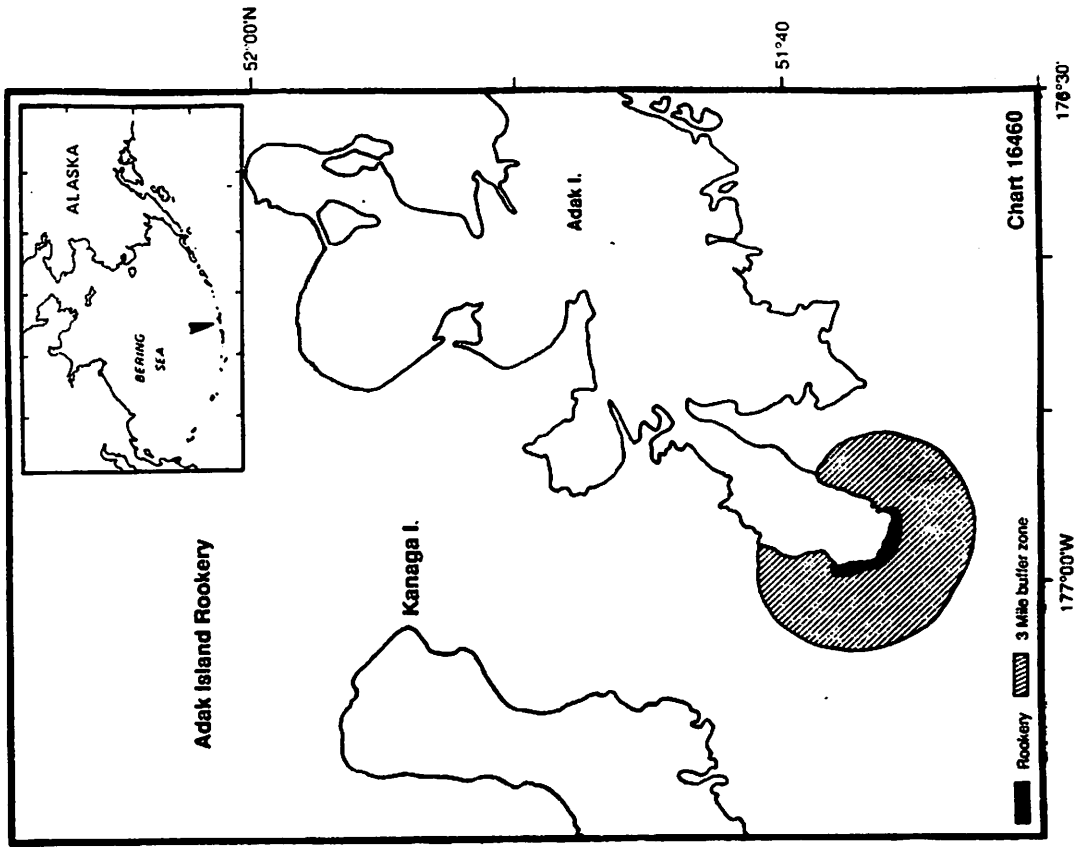 Adak Island Rookery
ALASKA
BERING
SEA
Kanaga I.
Adak I.
52°00'N
51°40
176°30'
177°00'W
Chart 16460
Rookery
3 Mile buffer zone